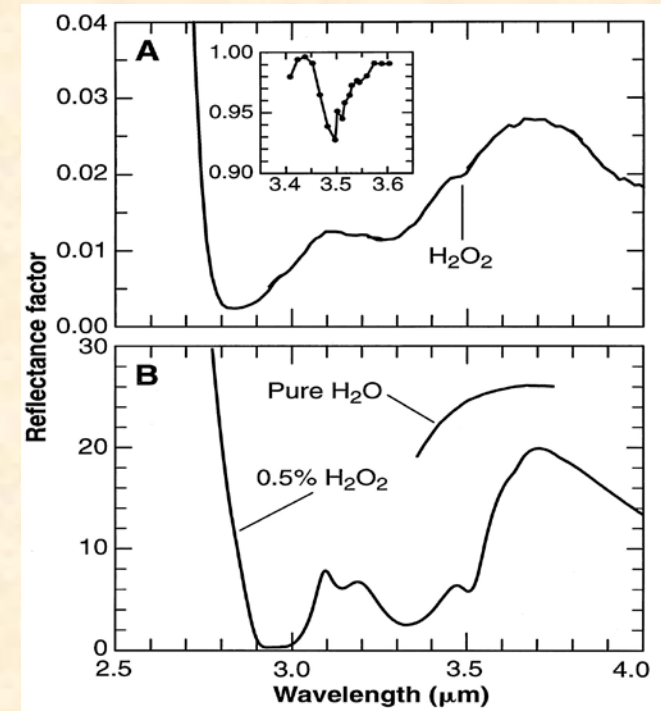 Reflectance factor
A
0.04
0.03
0.02
0.01
0.00
1.00
0.95
0.90
3.4 3.5 3.6
H₂O₂
B
30
20
10
0
Pure H₂O
0.5% H₂O₂
2.5 3.0 3.5 4.0
Wavelength (μm)